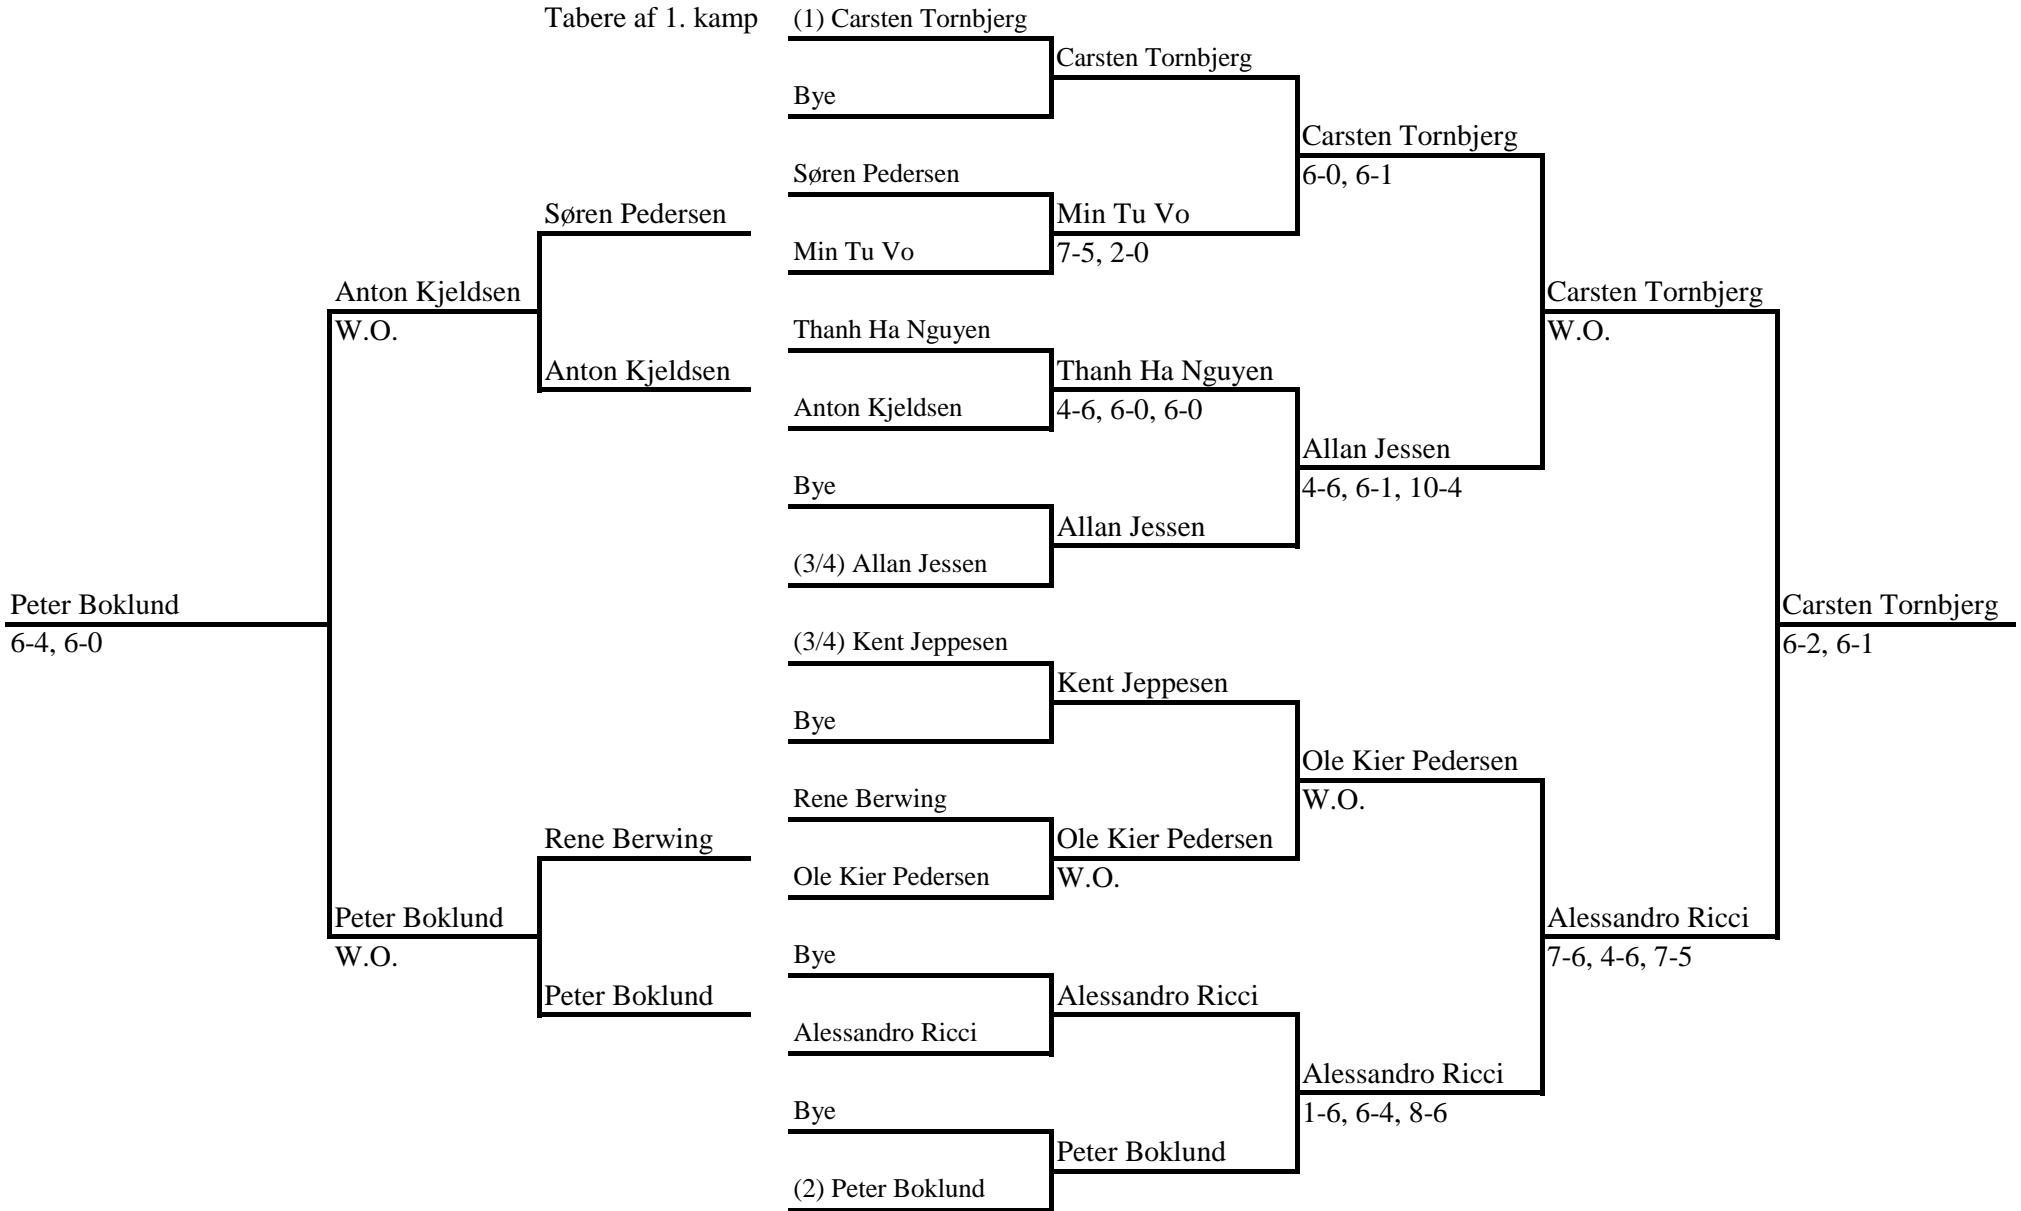 Tabere af 1. kamp
(1) Carsten Tornbjerg
Carsten Tornbjerg
Bye
Carsten Tornbjerg
6-0, 6-1
Søren Pedersen
Søren Pedersen
Min Tu Vo
Min Tu Vo
7-5, 2-0
Anton Kjeldsen
W.O.
Carsten Tornbjerg
W.O.
Thanh Ha Nguyen
Anton Kjeldsen
Thanh Ha Nguyen
Anton Kjeldsen
4-6, 6-0, 6-0
Allan Jessen
4-6, 6-1, 10-4
Bye
Allan Jessen
(3/4) Allan Jessen
Peter Boklund
6-4, 6-0
Carsten Tornbjerg
6-2, 6-1
(3/4) Kent Jeppesen
Kent Jeppesen
Bye
Ole Kier Pedersen
W.O.
Rene Berwing
Rene Berwing
Ole Kier Pedersen
Ole Kier Pedersen
W.O.
Peter Boklund
W.O.
Alessandro Ricci
7-6, 4-6, 7-5
Bye
Peter Boklund
Alessandro Ricci
Alessandro Ricci
Alessandro Ricci
1-6, 6-4, 8-6
Bye
Peter Boklund
(2) Peter Boklund